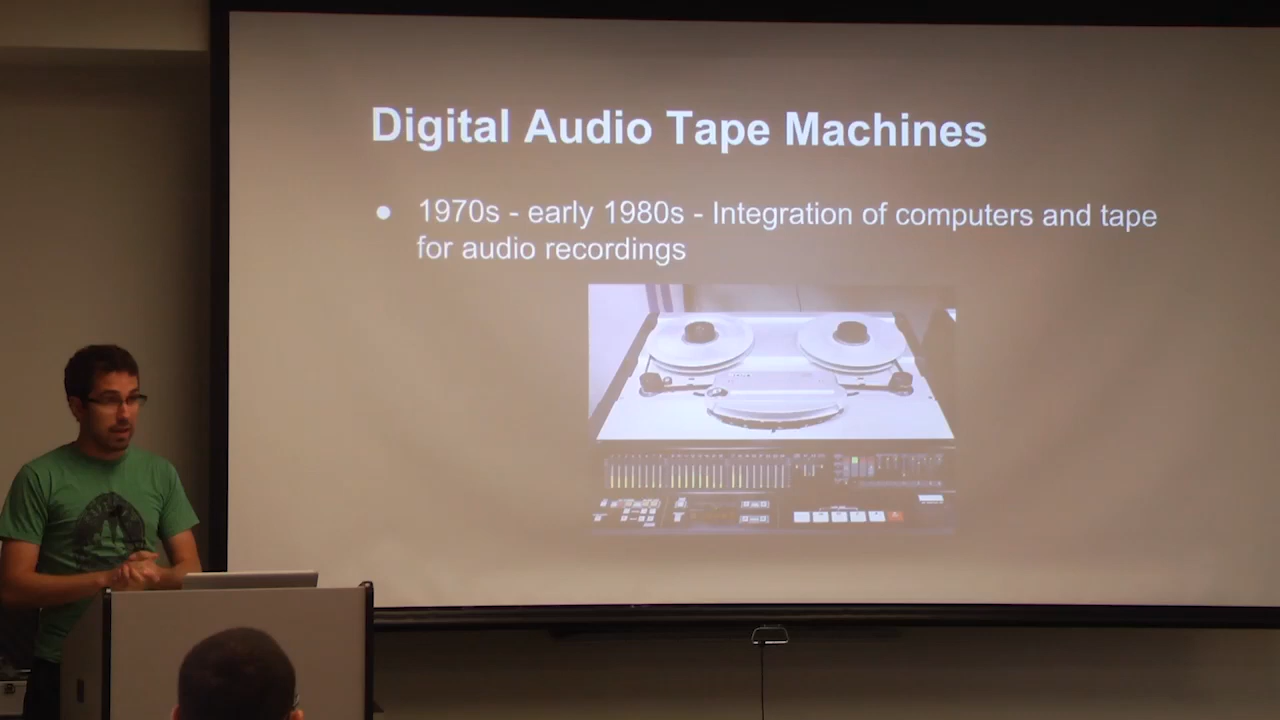 Digital Audio Tape Machines
● 1970s - early 1980s - Integration of computers and tape
for audio recordings